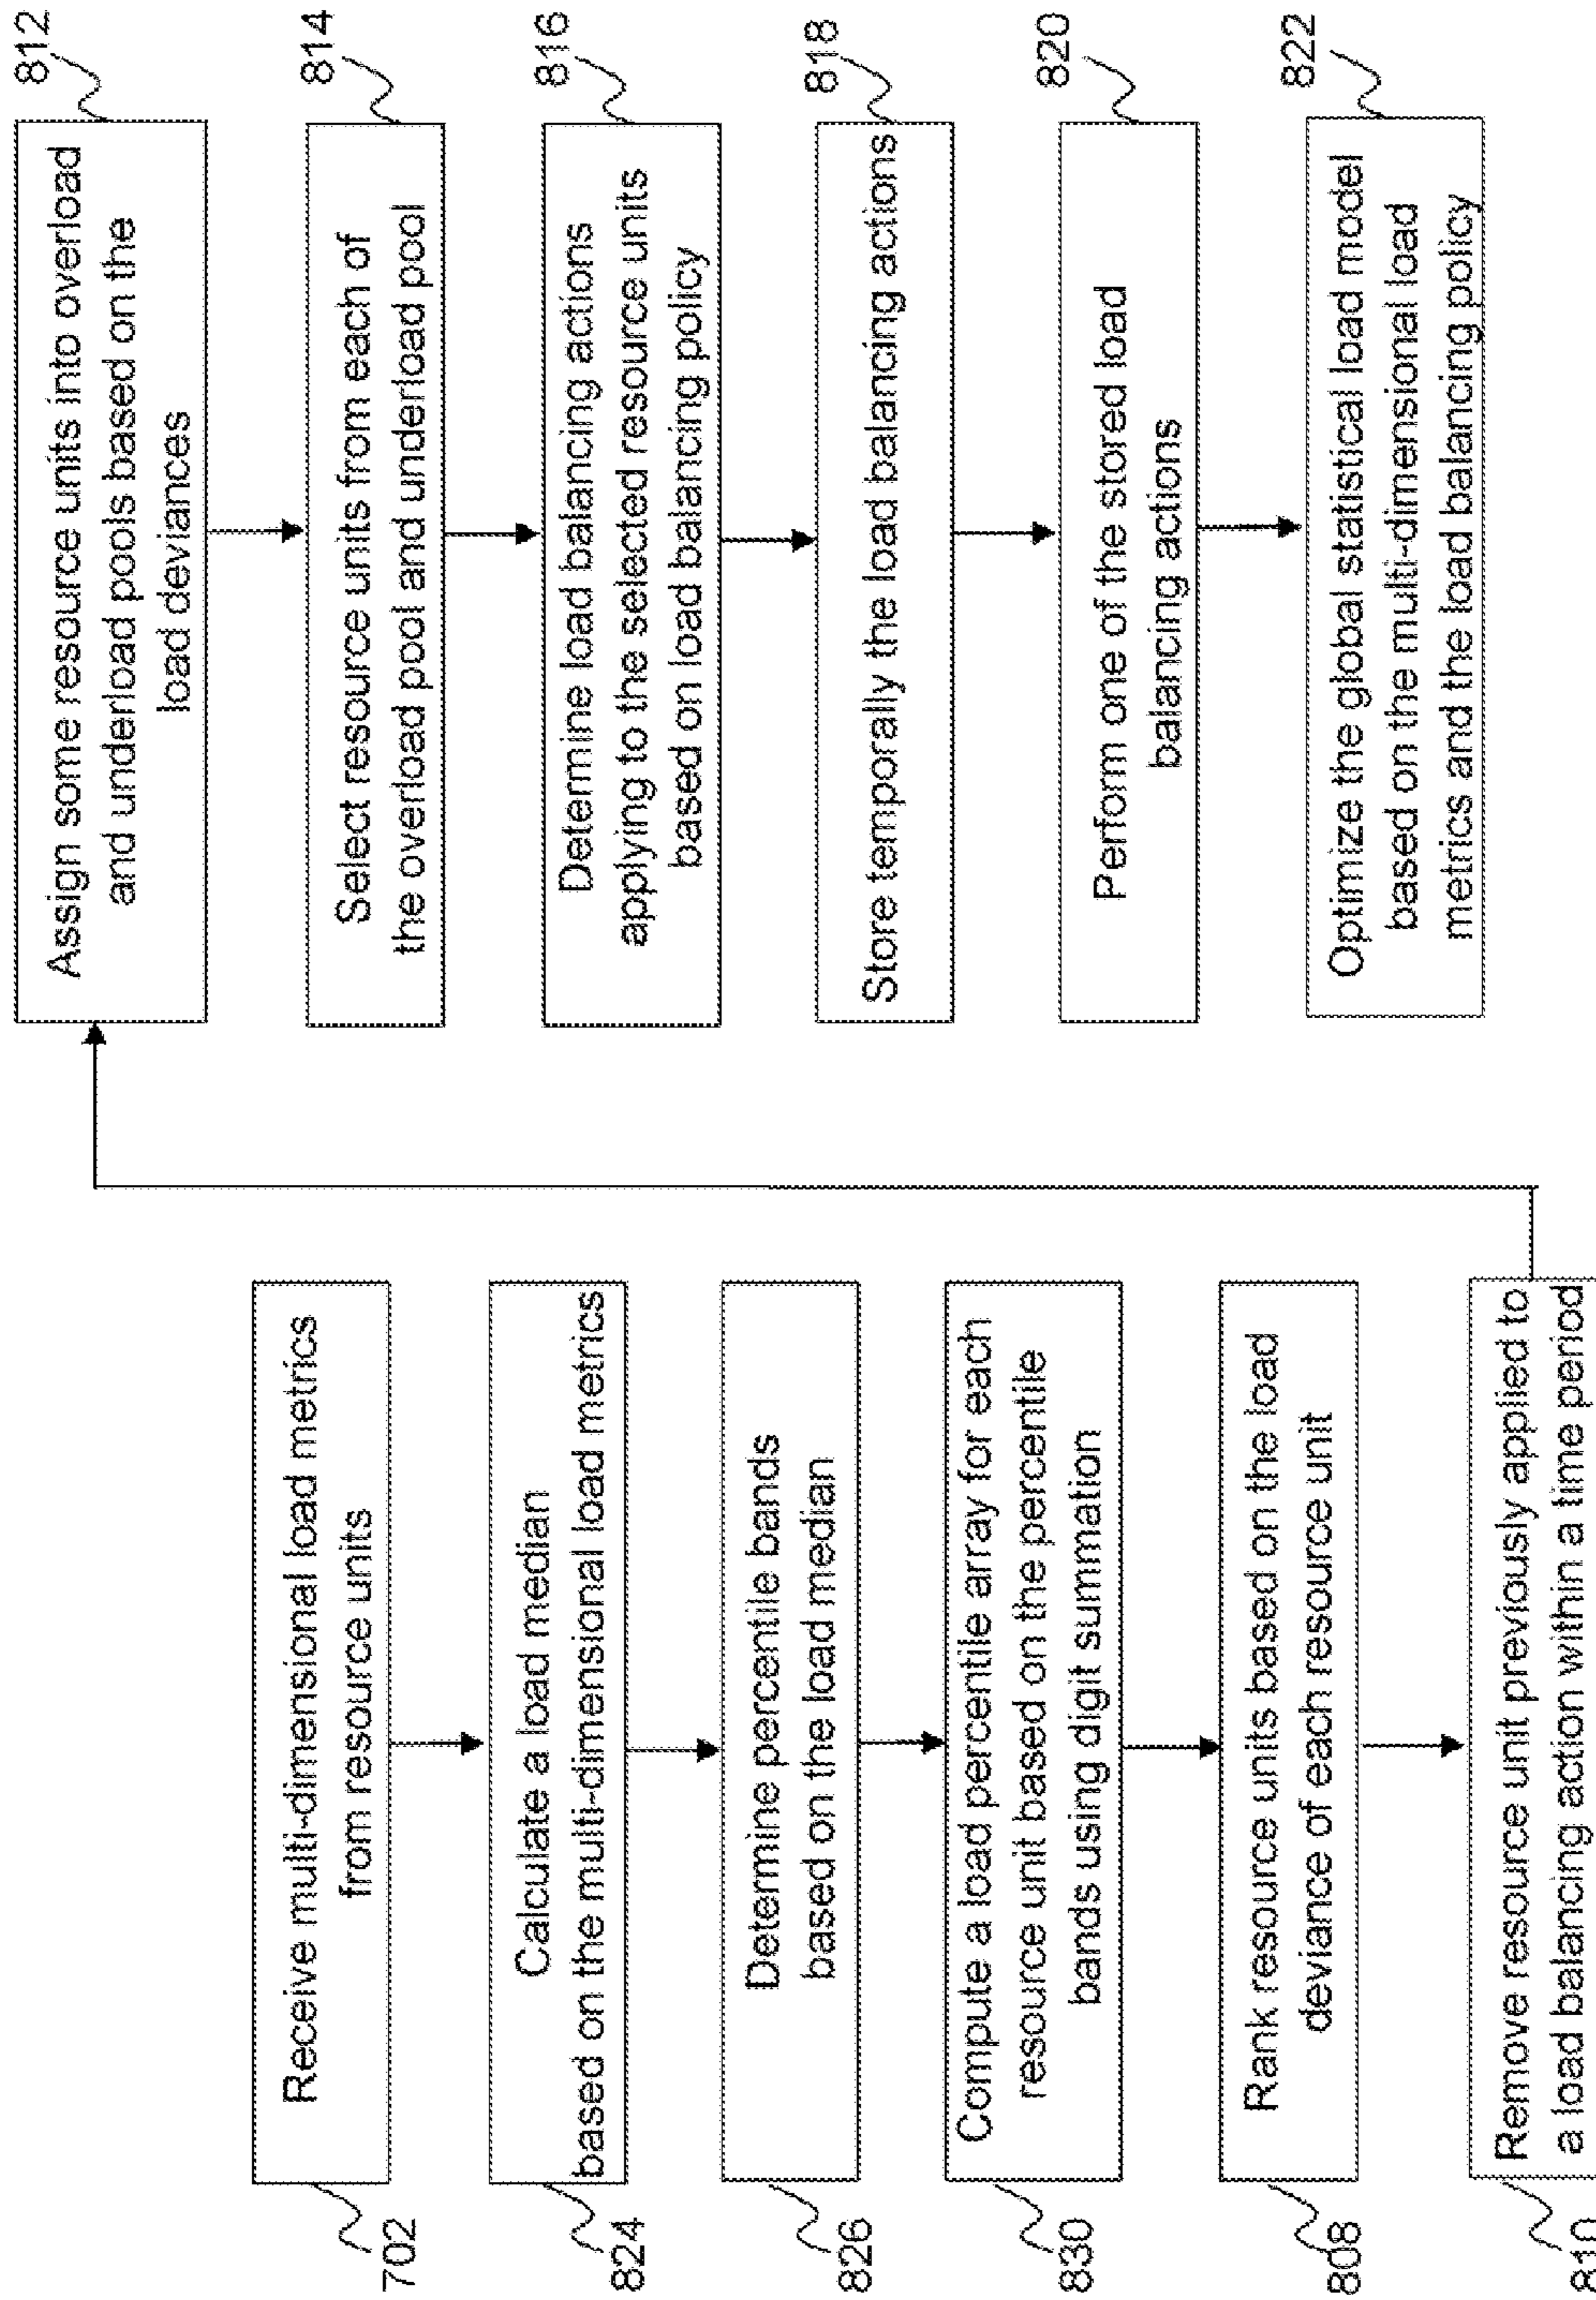 702
Receive multi-dimensional load metrics
from resource units
824
Calculate a load median
based on the multi-dimensional load metrics
826
Determine percentile bands
based on the load median
830
Compute a load percentile array for each
resource unit based on the percentile
bands using digit summation
808
Rank resource units based on the load
deviance of each resource unit
810
Remove resource unit previously applied to
a load balancing action within a time period
812
Assign some resource units into overload
and underload pools based on the
load deviances
814
Select resource units from each of
the overload pool and underload pool
816
Determine load balancing actions
applying to the selected resource units
based on load balancing policy
818
Store temporally the load balancing actions
820
Perform one of the stored load
balancing actions
822
Optimize the global statistical load model
based on the multi-dimensional load
metrics and the load balancing policy